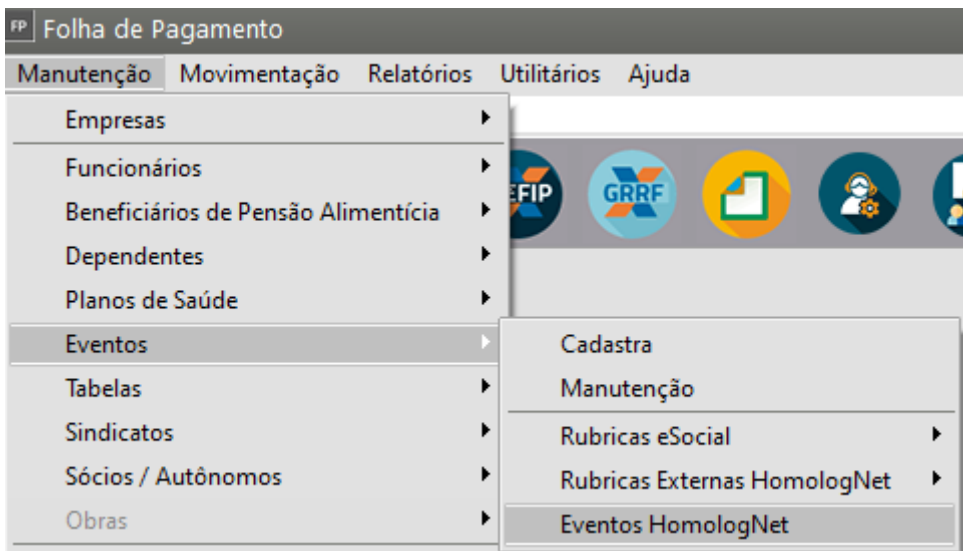 FP Folha de Pagamento
Manutenção Movimentação Relatórios Utilitários Ajuda
Empresas
Funcionários
Beneficiários de Pensão Alimentícia
Dependentes
Planos de Saúde
Eventos
Tabelas
Sindicatos
Sócios / Autônomos
Obras
EFIP
GRRF
Cadastra
Manutenção
Rubricas eSocial
Rubricas Externas HomologNet
Eventos HomologNet